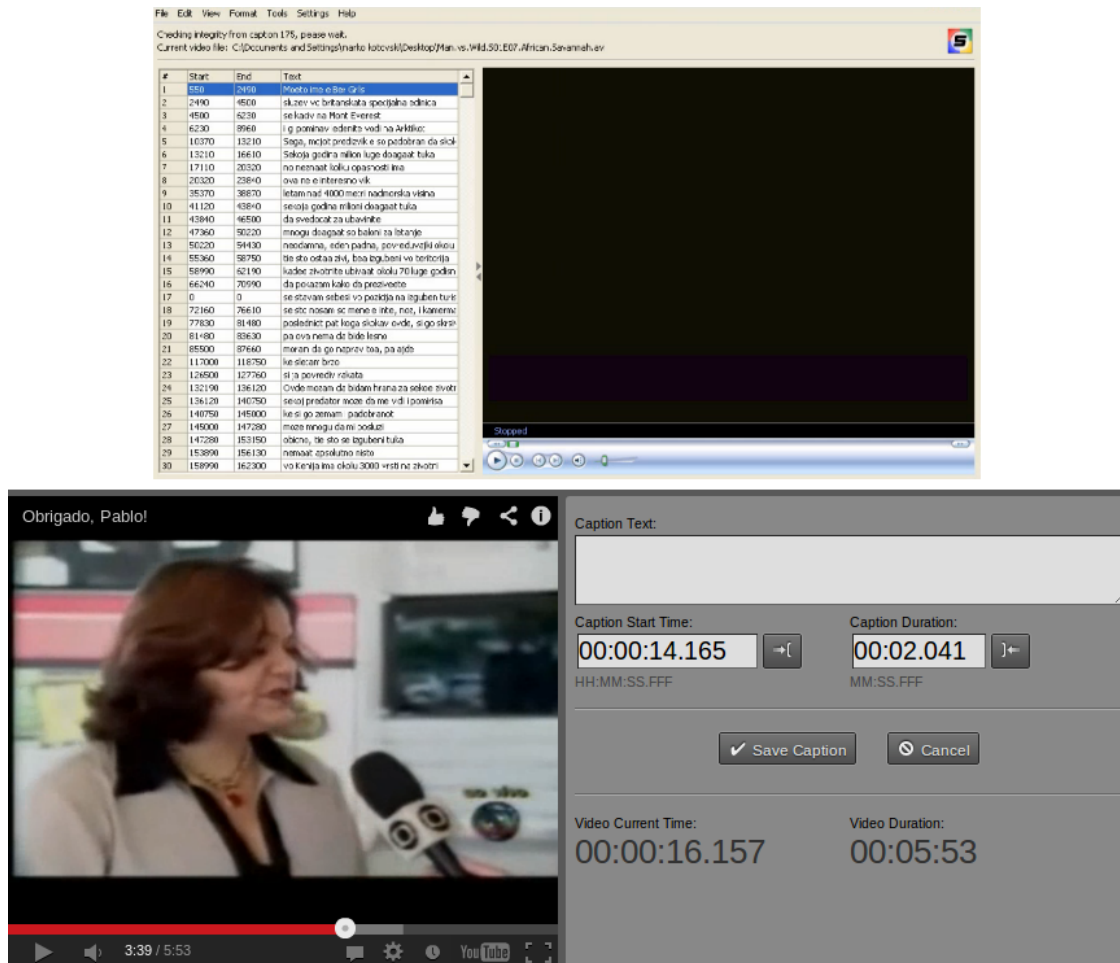 File Edit View Format Tools Settings Help
Checking integrity from caption 175, please wait.
Current video file: C:\Documents and Settings\marko kotovski\Desktop\Man.vs.Wild.S01E07.African.Savannah.avi
# Start End Text
1 550 2490 Moeto ime e Ber Grils
2 2490 4500 sluzev vo britanskata specijalna edinica
3 4500 6230 se kaciv na Mont Everest
4 6230 8960 i gi pominav ledenite vodi na Arktikot
5 10370 13210 Sega, mojot predizvik e so padobran da skok
6 13210 16610 Sekoja godina milion luge doagaat tuka
7 17110 20320 no neznaat kolku opasnosti ima
8 20320 23840 ova ne e interesno vik
9 35370 38870 letam nad 4000 metri nadmorska visina
10 41120 43840 sekoja godina milioni doagaat tuka
11 43840 46500 da svedocat za ubavinite
12 47360 50220 mnogu doagaat so baloni za letanje
13 50220 54430 neodamna, eden padna, povreduvajki okolu
14 55360 58750 tie sto ostaa zivi, bea izgubeni vo teritorija
15 58990 62190 kadee zivotnite ubivaat okolu 70 luge godisn
16 66240 70990 da pokazam kako da preziveete
17 0 0 se stavam sebesi vo pozicija na izguben turis
18 72160 76610 se sto nosam so mene e inte, noz, i kamerma
19 77830 81480 posledniot pat koga skokav ovde, si go skrsi
20 81480 83630 pa ova nema da bide lesno
21 85500 87660 moram da go napravv toa, pa ajde
22 117000 118750 ke sletam brzo
23 126500 127760 si ja povrediv rakata
24 132190 136120 Ovde mozam da bidam hrana za sekoe zivotn
25 136120 140750 sekoj predator moze da me vidi i pomirisa
26 140750 145000 ke si go zemam padobranot
27 145000 147280 moze mnogu da mi posluzi
28 147280 153150 obicno, tie sto se izgubeni tuka
29 153890 156130 nemaat apsolutno nisto
30 158990 162300 vo Kenija ima okolu 3000 vrsti na zivotni
Stopped
Obrigado, Pablo!
ao vivo
3:39 / 5:53
YouTube
Caption Text:
Caption Start Time: Caption Duration:
00:00:14.165 00:02.041
HH:MM:SS.FFF MM:SS.FFF
Save Caption Cancel
Video Current Time: Video Duration:
00:00:16.157 00:05:53